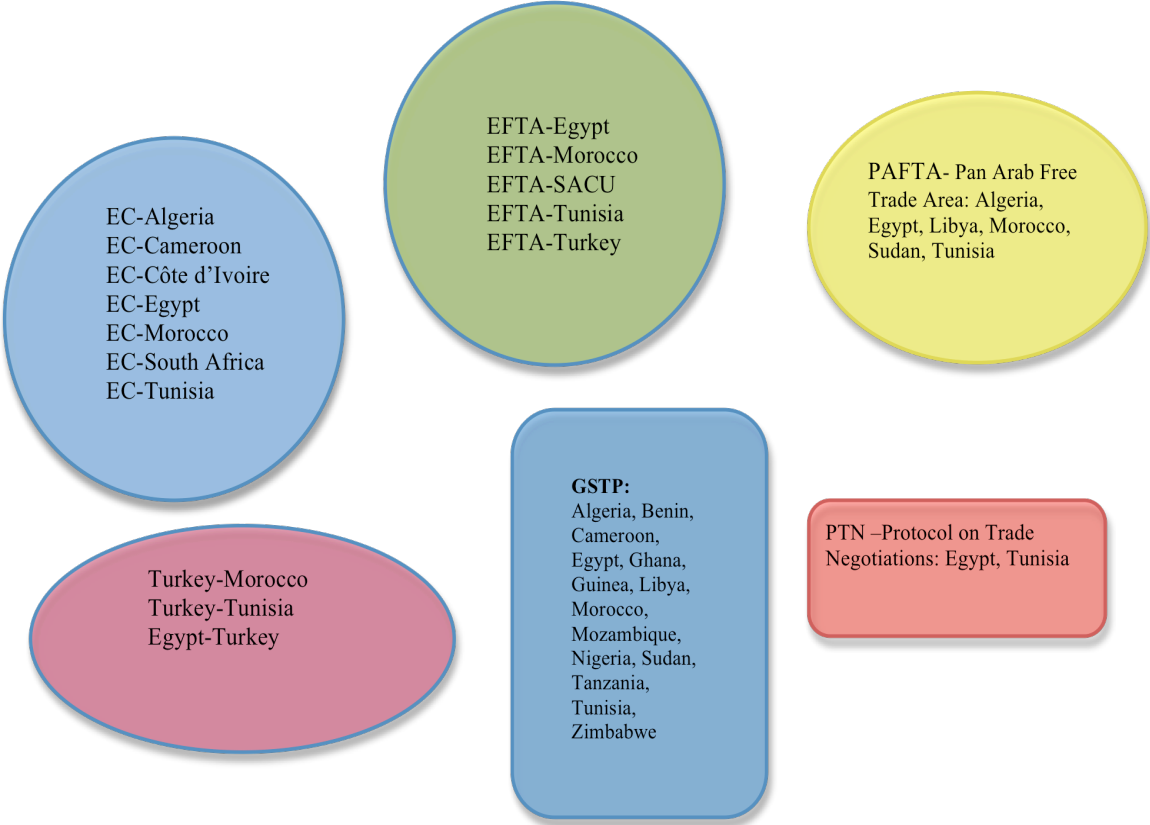 EFTA-Egypt
EFTA-Morocco
EFTA-SACU
EFTA-Tunisia
EFTA-Turkey
PAFTA- Pan Arab Free
Trade Area: Algeria,
Egypt, Libya, Morocco,
Sudan, Tunisia
EC-Algeria
EC-Cameroon
EC-Côte d’Ivoire
EC-Egypt
EC-Morocco
EC-South Africa
EC-Tunisia
GSTP:
Algeria, Benin,
Cameroon,
Egypt, Ghana,
Guinea, Libya,
Morocco,
Mozambique,
Nigeria, Sudan,
Tanzania,
Tunisia,
Zimbabwe
PTN –Protocol on Trade
Negotiations: Egypt, Tunisia
Turkey-Morocco
Turkey-Tunisia
Egypt-Turkey